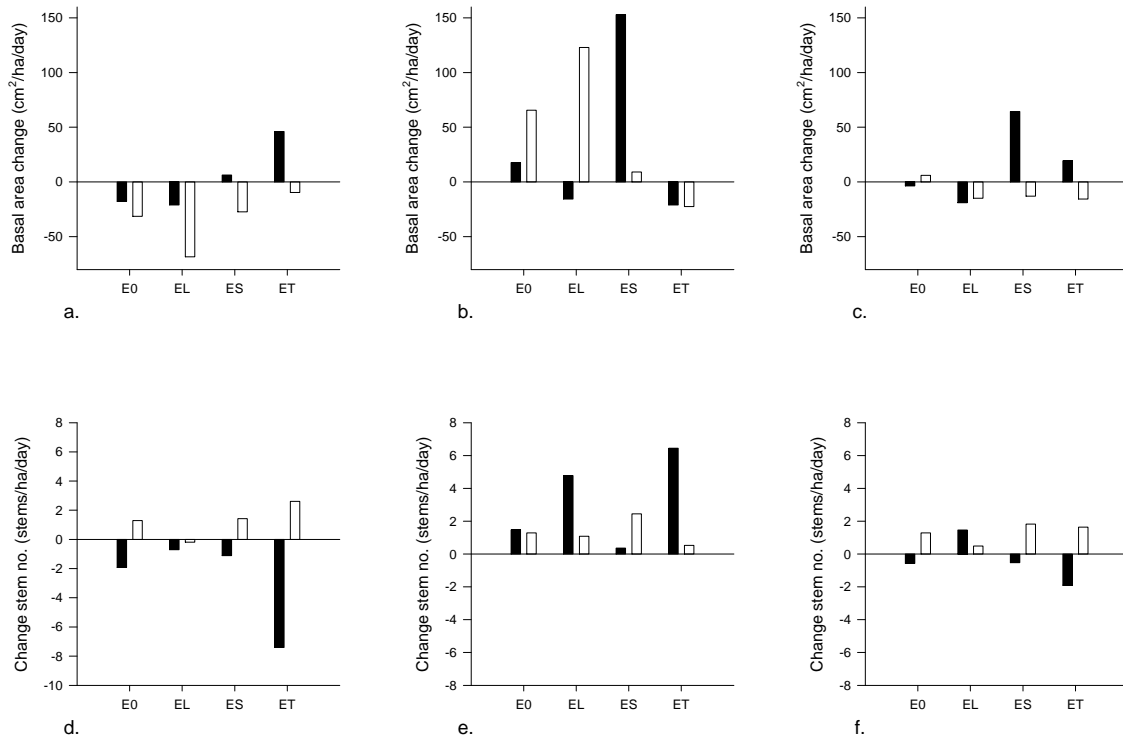 Basal area change (cm²/ha/day)
150
100
50
0
-50
E0 EL ES ET
a.
Basal area change (cm²/ha/day)
150
100
50
0
-50
E0 EL ES ET
b.
Basal area change (cm²/ha/day)
150
100
50
0
-50
E0 EL ES ET
c.
Change stem no. (stems/ha/day)
8
6
4
2
0
-2
-4
-6
-8
-10
E0 EL ES ET
d.
Change stem no. (stems/ha/day)
8
6
4
2
0
-2
-4
-6
-8
E0 EL ES ET
e.
Change stem no. (stems/ha/day)
8
6
4
2
0
-2
-4
-6
-8
E0 EL ES ET
f.